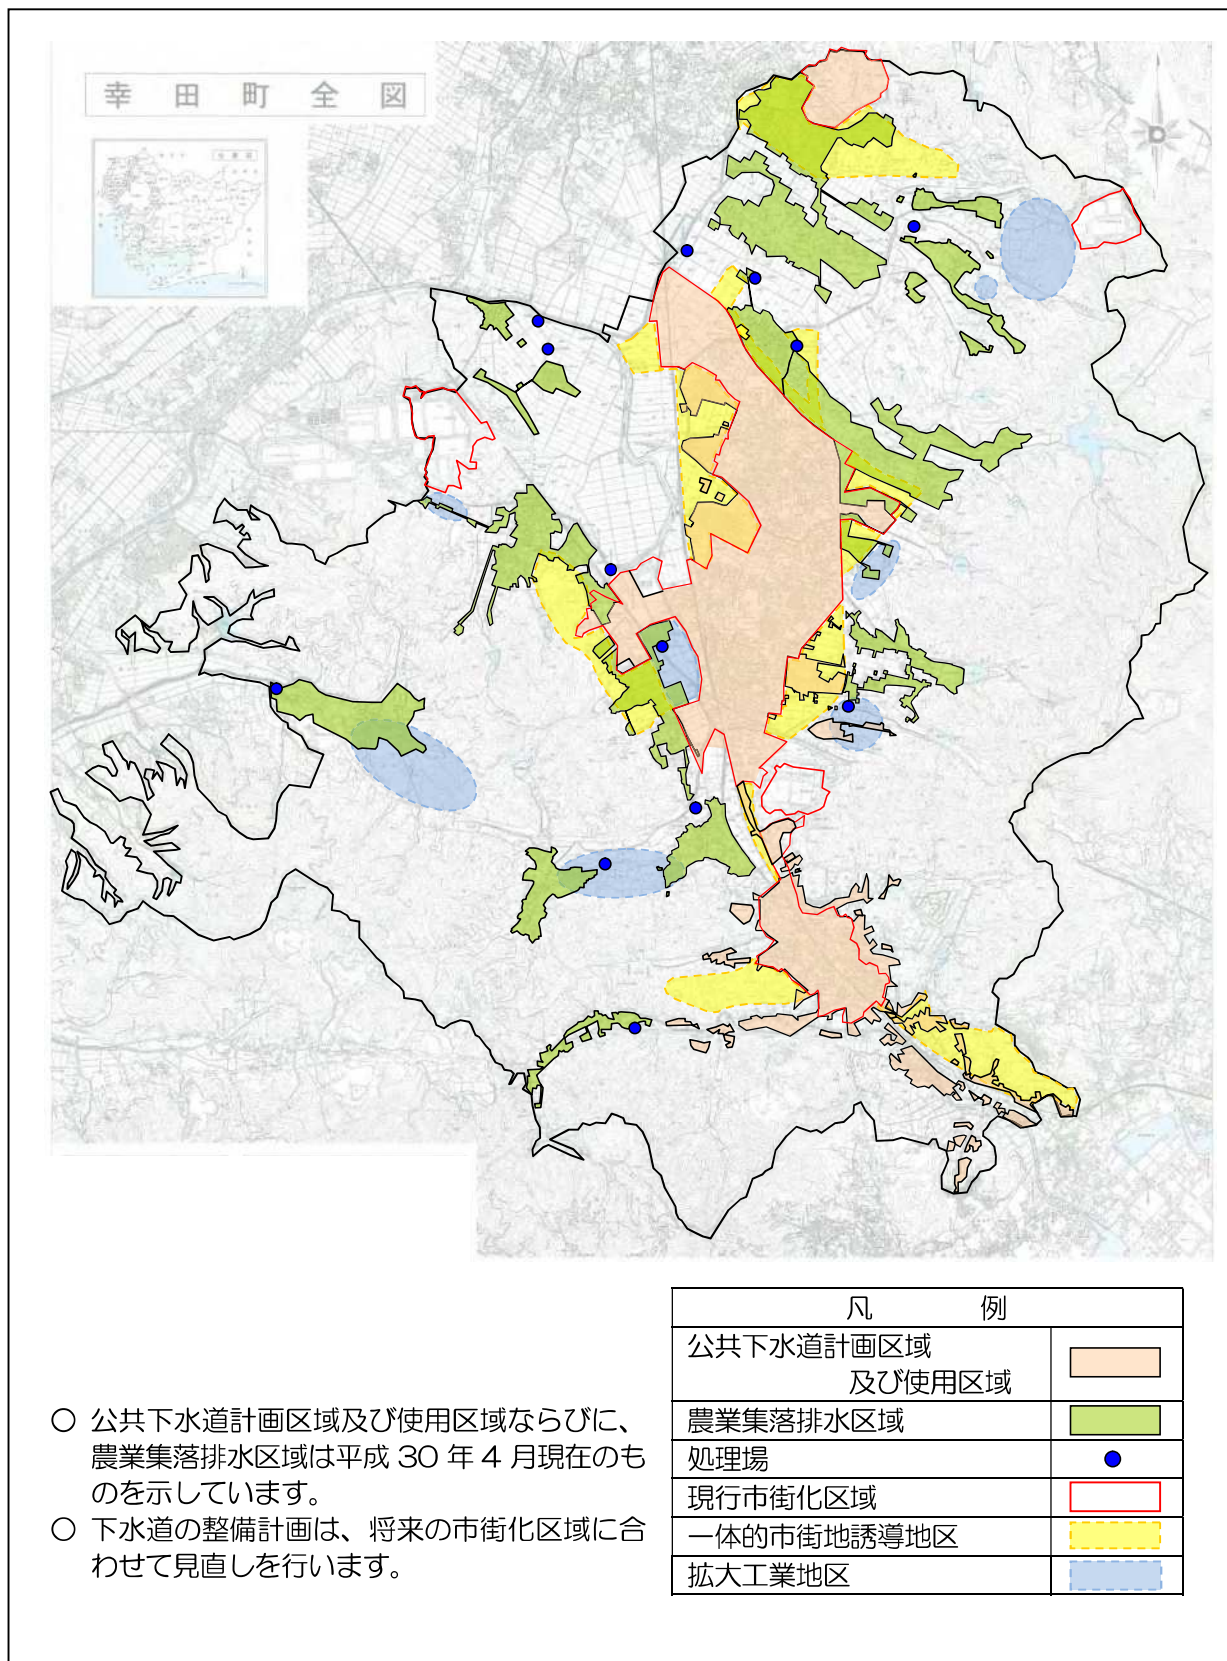 幸田町全図
凡例
公共下水道計画区域
及び使用区域
農業集落排水区域
処理場
現行市街化区域
一体的市街地誘導地区
拡大工業地区
○ 公共下水道計画区域及び使用区域ならびに、
農業集落排水区域は平成 30 年 4 月現在のも
のを示しています。
○ 下水道の整備計画は、将来の市街化区域に合
わせて見直しを行います。